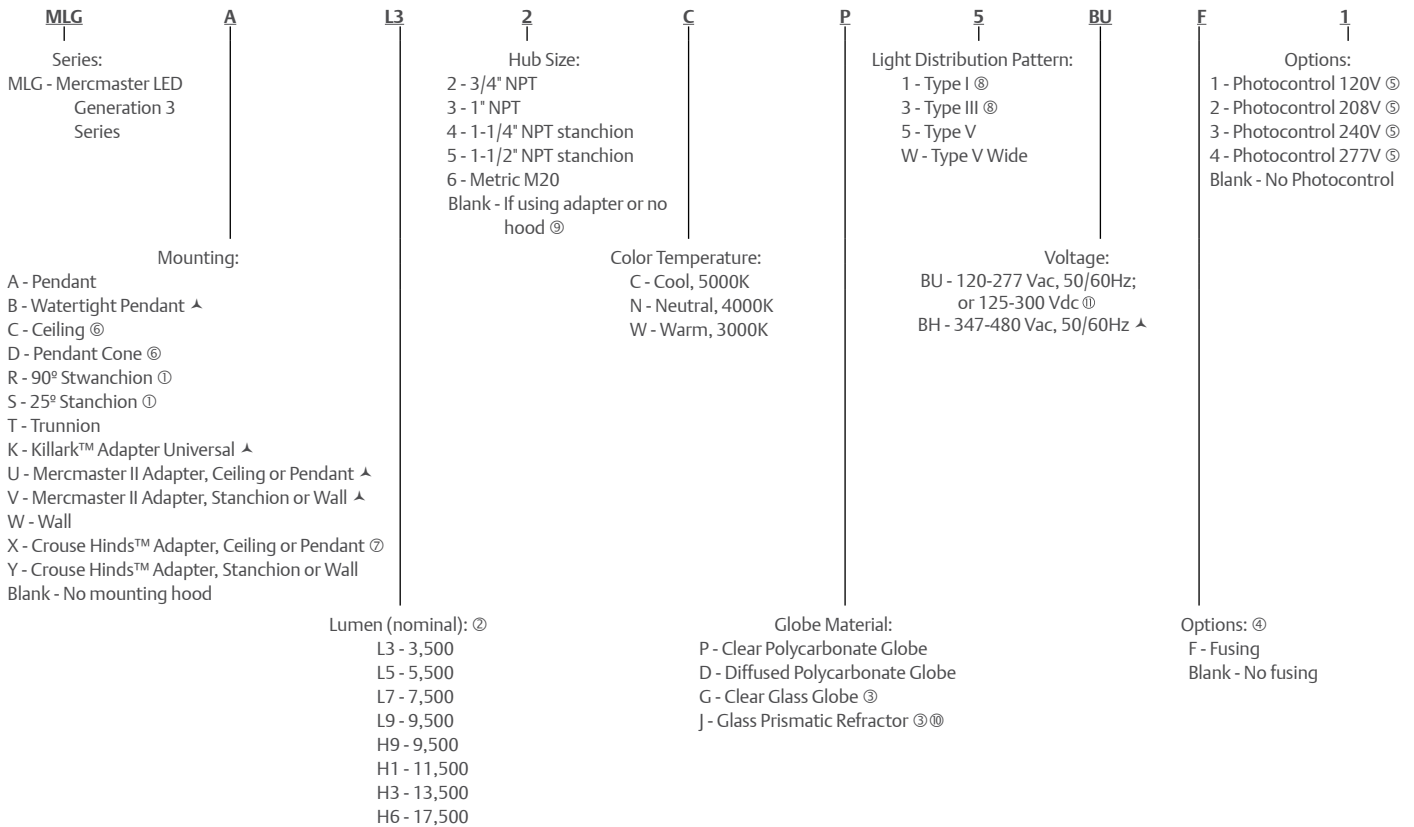 MLG A L3 2 C P 5 BU F 1
Series:
MLG - Mercmaster LED
Generation 3
Series
Hub Size:
2 - 3/4" NPT
3 - 1" NPT
4 - 1-1/4" NPT stanchion
5 - 1-1/2" NPT stanchion
6 - Metric M20
Blank - If using adapter or no
hood ⑨
Light Distribution Pattern:
1 - Type I ⑧
3 - Type III ⑧
5 - Type V
W - Type V Wide
Options:
1 - Photocontrol 120V Ⓢ
2 - Photocontrol 208V Ⓢ
3 - Photocontrol 240V Ⓢ
4 - Photocontrol 277V Ⓢ
Blank - No Photocontrol
Mounting:
A - Pendant
B - Watertight Pendant ⅄
C - Ceiling ⑥
D - Pendant Cone ⑥
R - 90º Stwanchion ①
S - 25º Stanchion ①
T - Trunnion
K - Killark™ Adapter Universal ⅄
U - Mercmaster II Adapter, Ceiling or Pendant ⅄
V - Mercmaster II Adapter, Stanchion or Wall ⅄
W - Wall
X - Crouse Hinds™ Adapter, Ceiling or Pendant ⑦
Y - Crouse Hinds™ Adapter, Stanchion or Wall
Blank - No mounting hood
Color Temperature:
C - Cool, 5000K
N - Neutral, 4000K
W - Warm, 3000K
Voltage:
BU - 120-277 Vac, 50/60Hz;
or 125-300 Vdc ⑪
BH - 347-480 Vac, 50/60Hz ⅄
Lumen (nominal): ②
L3 - 3,500
L5 - 5,500
L7 - 7,500
L9 - 9,500
H9 - 9,500
H1 - 11,500
H3 - 13,500
H6 - 17,500
Globe Material:
P - Clear Polycarbonate Globe
D - Diffused Polycarbonate Globe
G - Clear Glass Globe ③
J - Glass Prismatic Refractor ③⑩
Options: ④
F - Fusing
Blank - No fusing